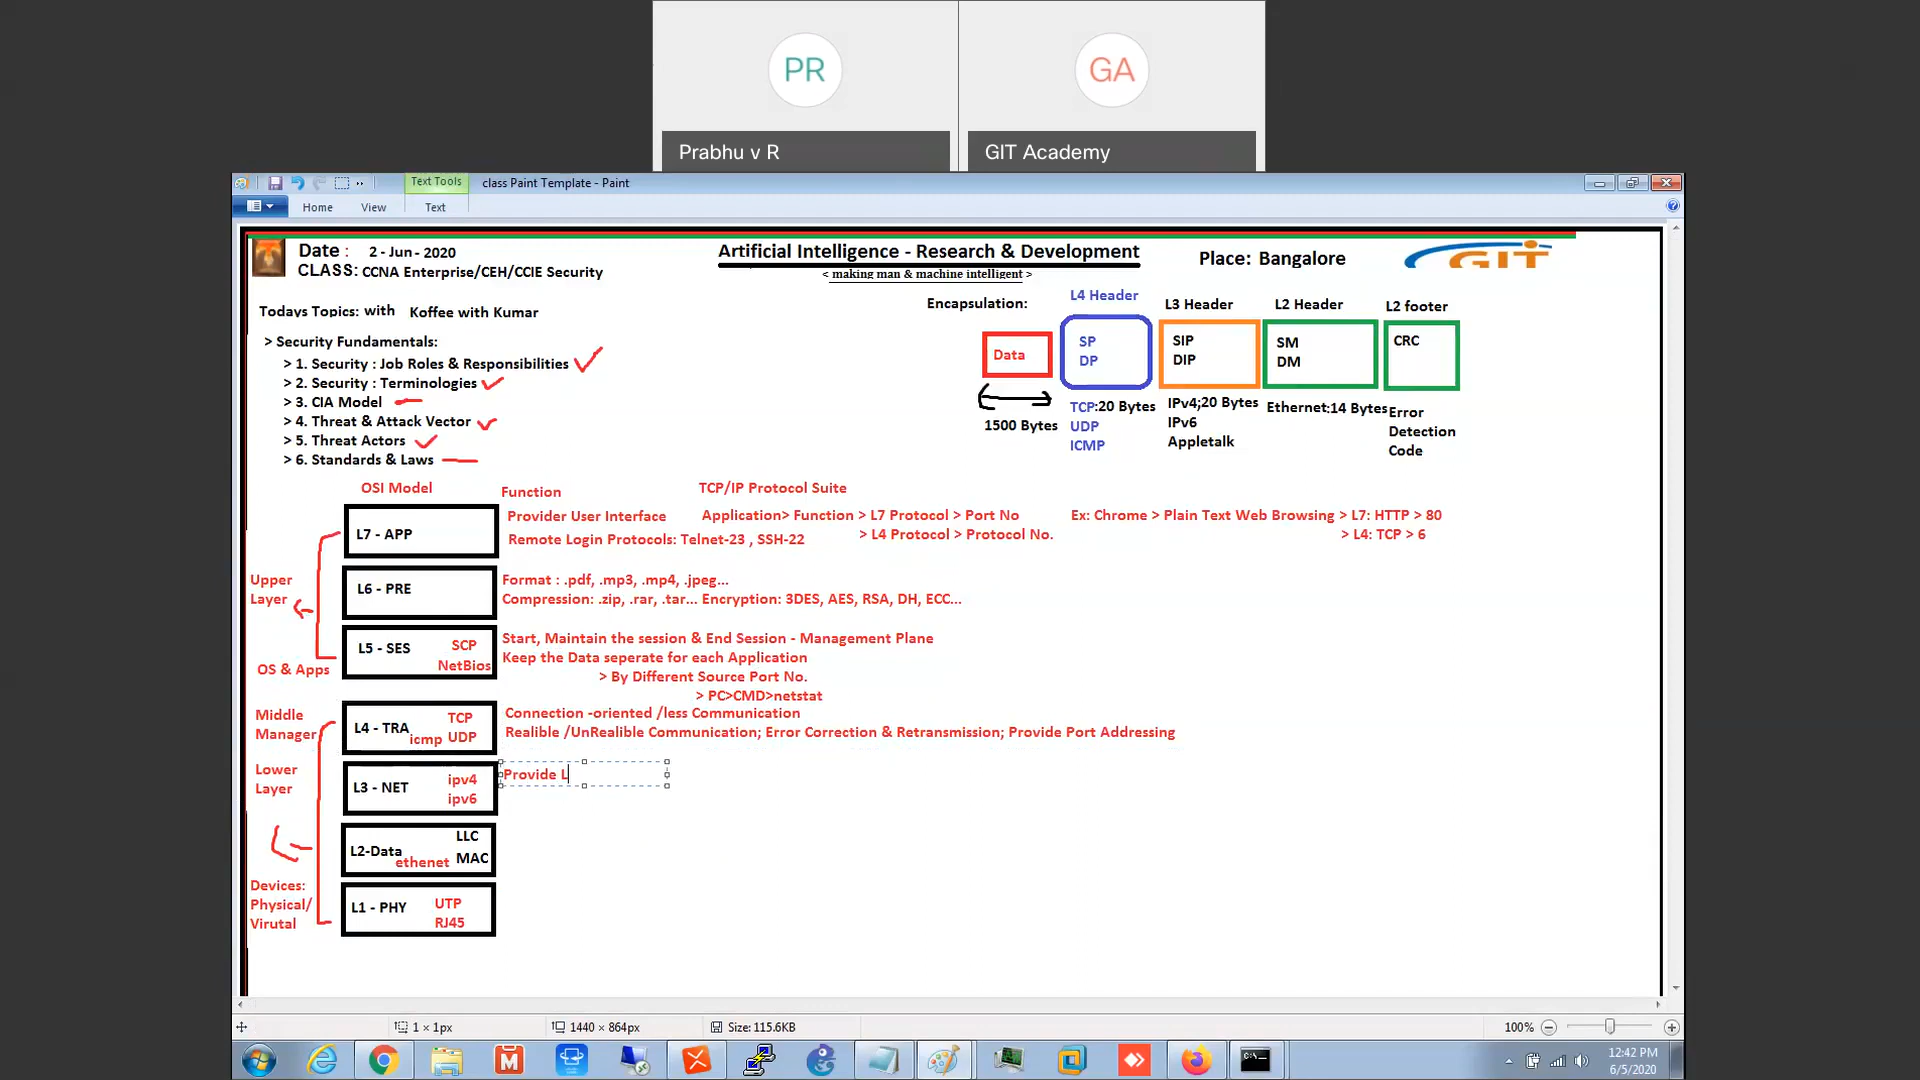 PR
GA
Prabhu v R
GIT Academy
Text Tools
class Paint Template - Paint
Home
View
Text
Date : 2 - Jun - 2020
CLASS: CCNA Enterprise/CEH/CCIE Security
Artificial Intelligence - Research & Development
< making man & machine intelligent >
Place: Bangalore
GIT
Todays Topics: with Koffee with Kumar
> Security Fundamentals:
> 1. Security : Job Roles & Responsibilities
> 2. Security : Terminologies
> 3. CIA Model
> 4. Threat & Attack Vector
> 5. Threat Actors
> 6. Standards & Laws
Encapsulation:
L4 Header
L3 Header
L2 Header
L2 footer
Data
SP
DP
SIP
DIP
SM
DM
CRC
1500 Bytes
TCP:20 Bytes
UDP
ICMP
IPv4;20 Bytes
IPv6
Appletalk
Ethernet:14 Bytes
Error
Detection
Code
OSI Model
Function
TCP/IP Protocol Suite
L7 - APP
Provider User Interface
Remote Login Protocols: Telnet-23 , SSH-22
Application> Function > L7 Protocol > Port No
> L4 Protocol > Protocol No.
Ex: Chrome > Plain Text Web Browsing > L7: HTTP > 80
> L4: TCP > 6
Upper
Layer
L6 - PRE
Format : .pdf, .mp3, .mp4, .jpeg...
Compression: .zip, .rar, .tar... Encryption: 3DES, AES, RSA, DH, ECC...
OS & Apps
L5 - SES
SCP
NetBios
Start, Maintain the session & End Session - Management Plane
Keep the Data seperate for each Application
> By Different Source Port No.
> PC>CMD>netstat
Middle
Manager
L4 - TRA
TCP
icmp UDP
Connection -oriented /less Communication
Realible /UnRealible Communication; Error Correction & Retransmission; Provide Port Addressing
Lower
Layer
L3 - NET
ipv4
ipv6
Provide L
L2-Data
LLC
ethenet MAC
Devices:
Physical/
Virutal
L1 - PHY
UTP
RJ45
1 × 1px
1440 × 864px
Size: 115.6KB
100%
12:42 PM
6/5/2020